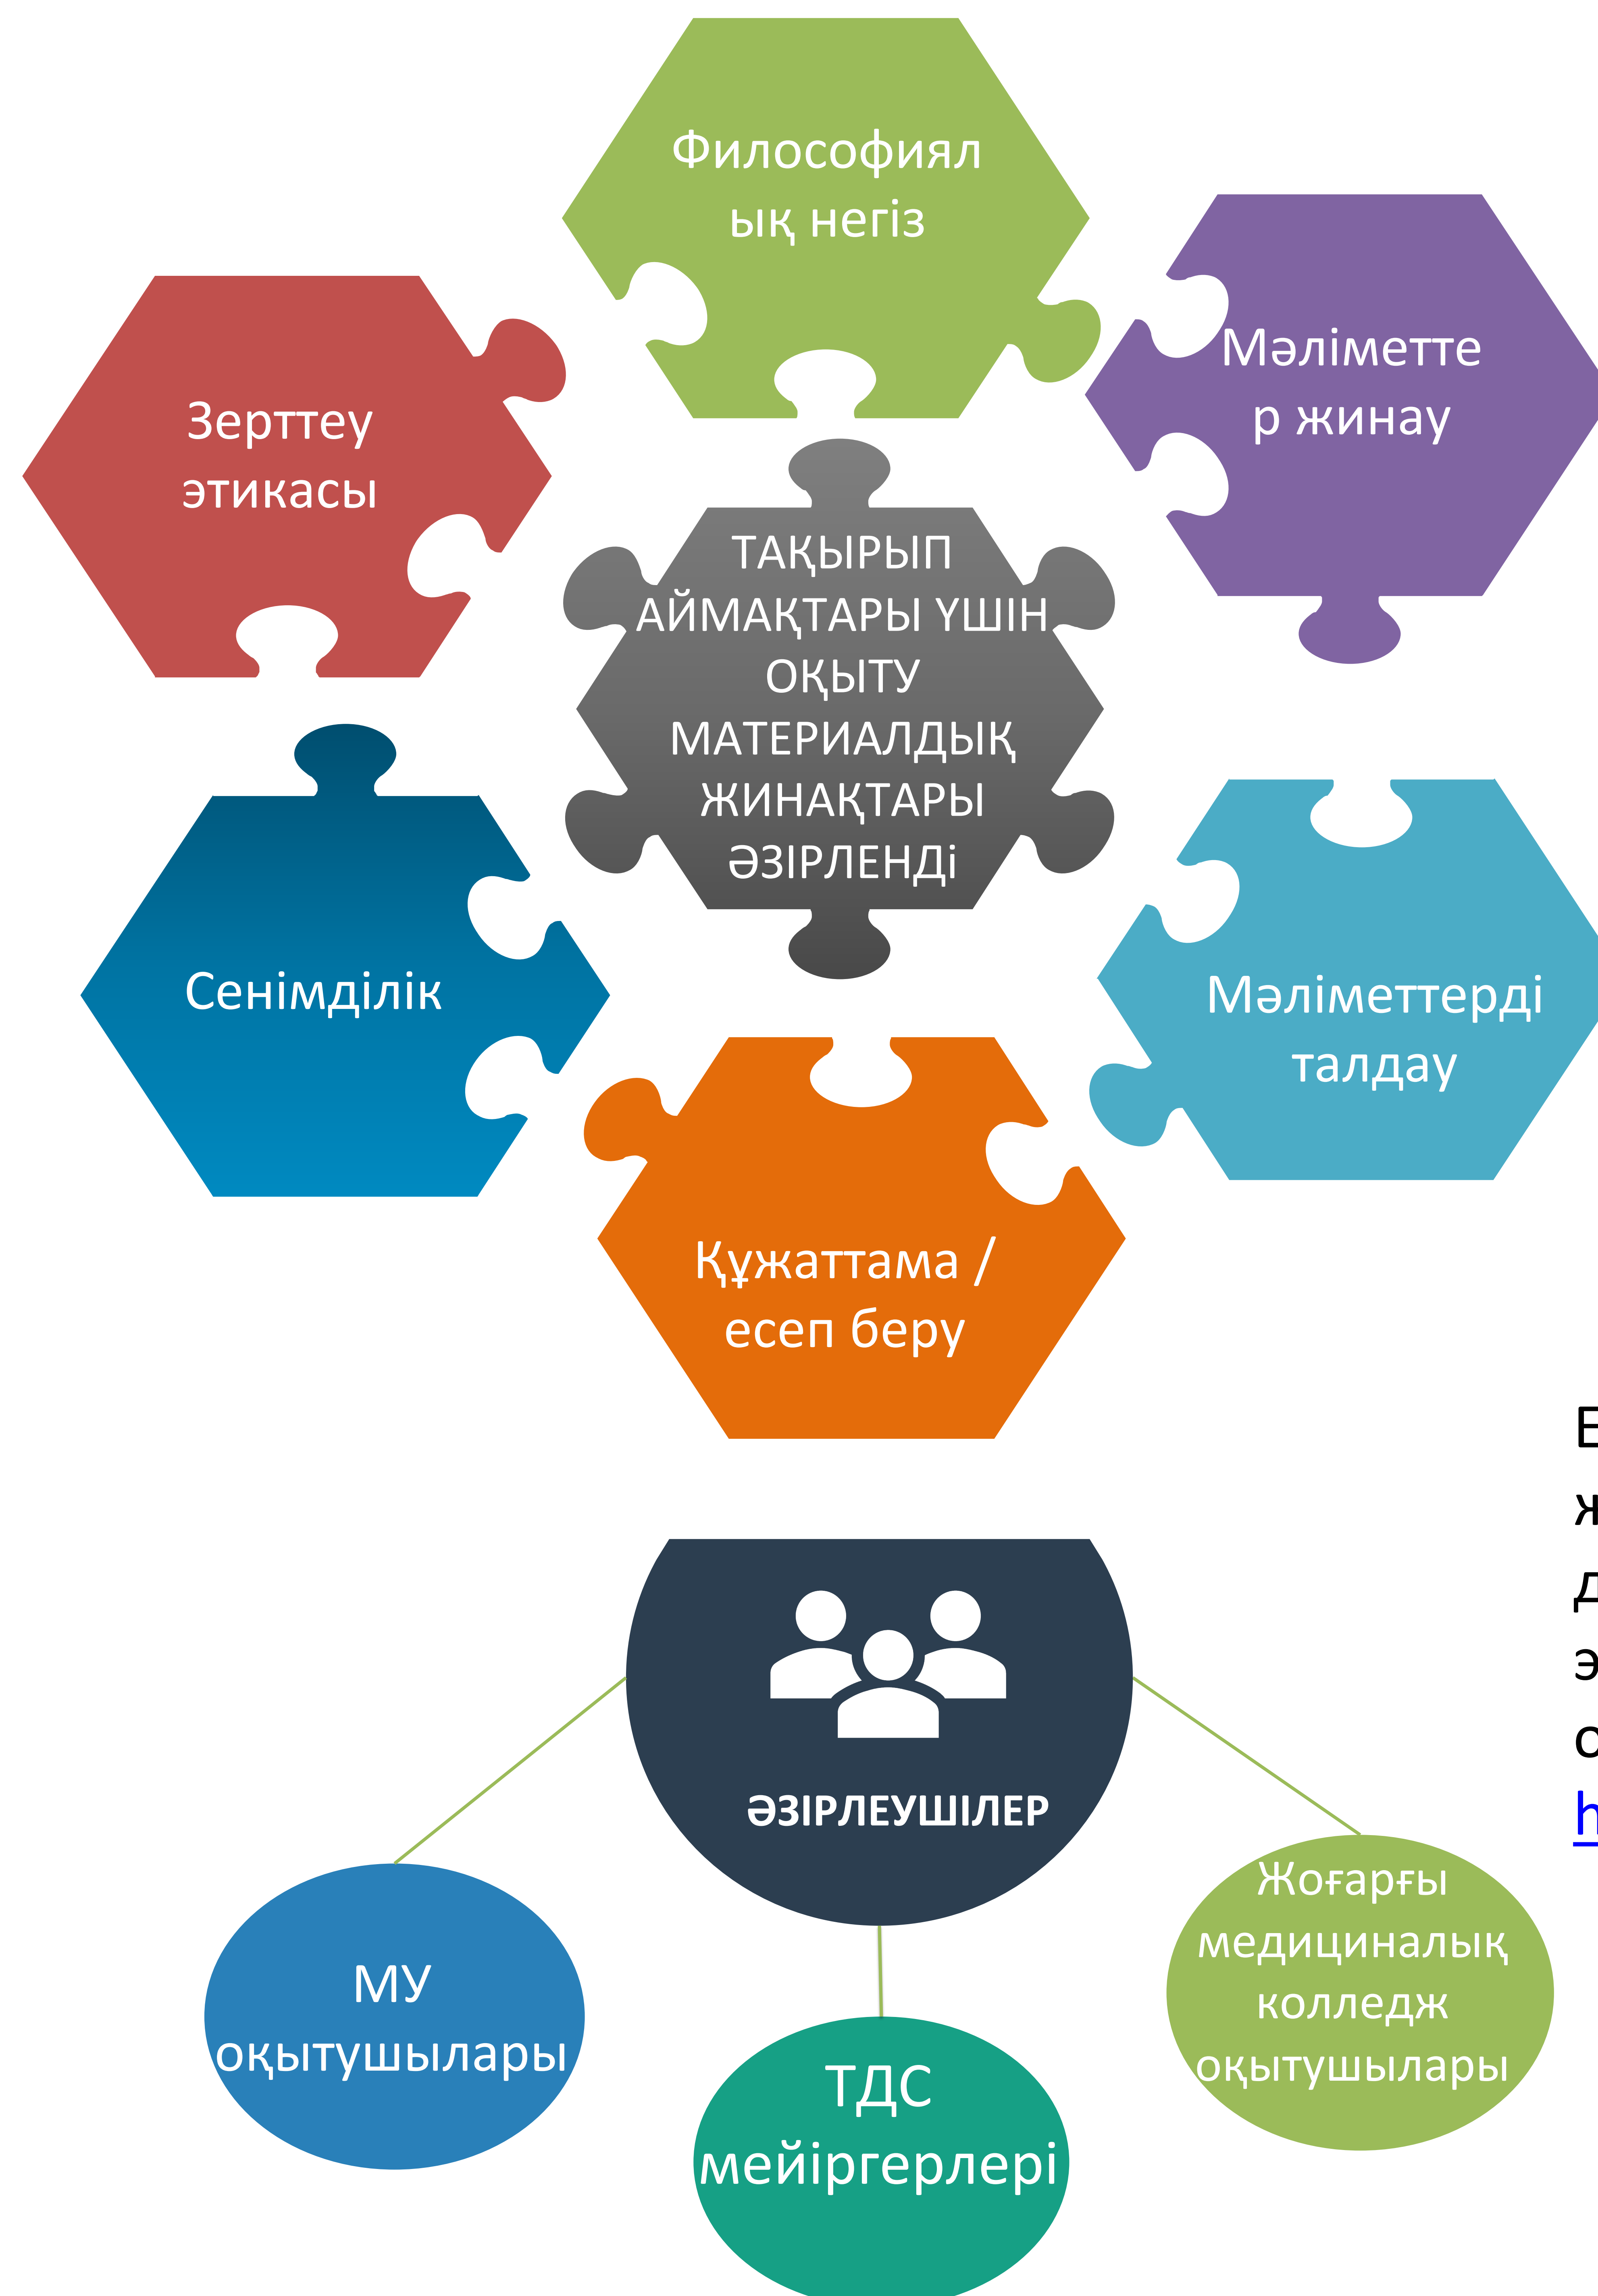 Философиял
ық негіз
Мәліметте
р жинау
Зерттеу
этикасы
ТАҚЫРЫП
АЙМАҚТАРЫ ҮШІН
ОҚЫТУ
МАТЕРИАЛДЫҚ
ЖИНАҚТАРЫ
ӘЗІРЛЕНДі
Сенімділік
Мәліметтерді
талдау
Құжаттама /
есеп беру
ӘЗІРЛЕУШІЛЕР
МУ
оқытушылары
ТДС
мейіргерлері
Жоғарғы
медициналық
колледж
оқытушылары